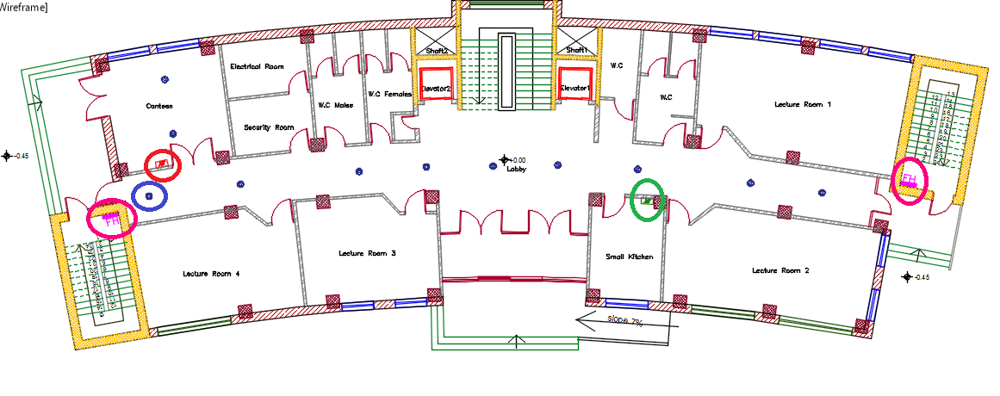 Wireframe]
Shaft2
Shaft1
Electrical Room
W.C
Elevator2
Elevator1
Canteen
W.C Males
W.C Females
W.C
Lecture Room 1
Security Room
-0.45
+0.00
Lobby
FH
FH
Small Kitchen
Lecture Room 3
Lecture Room 4
Lecture Room 2
-0.45
slope 7%